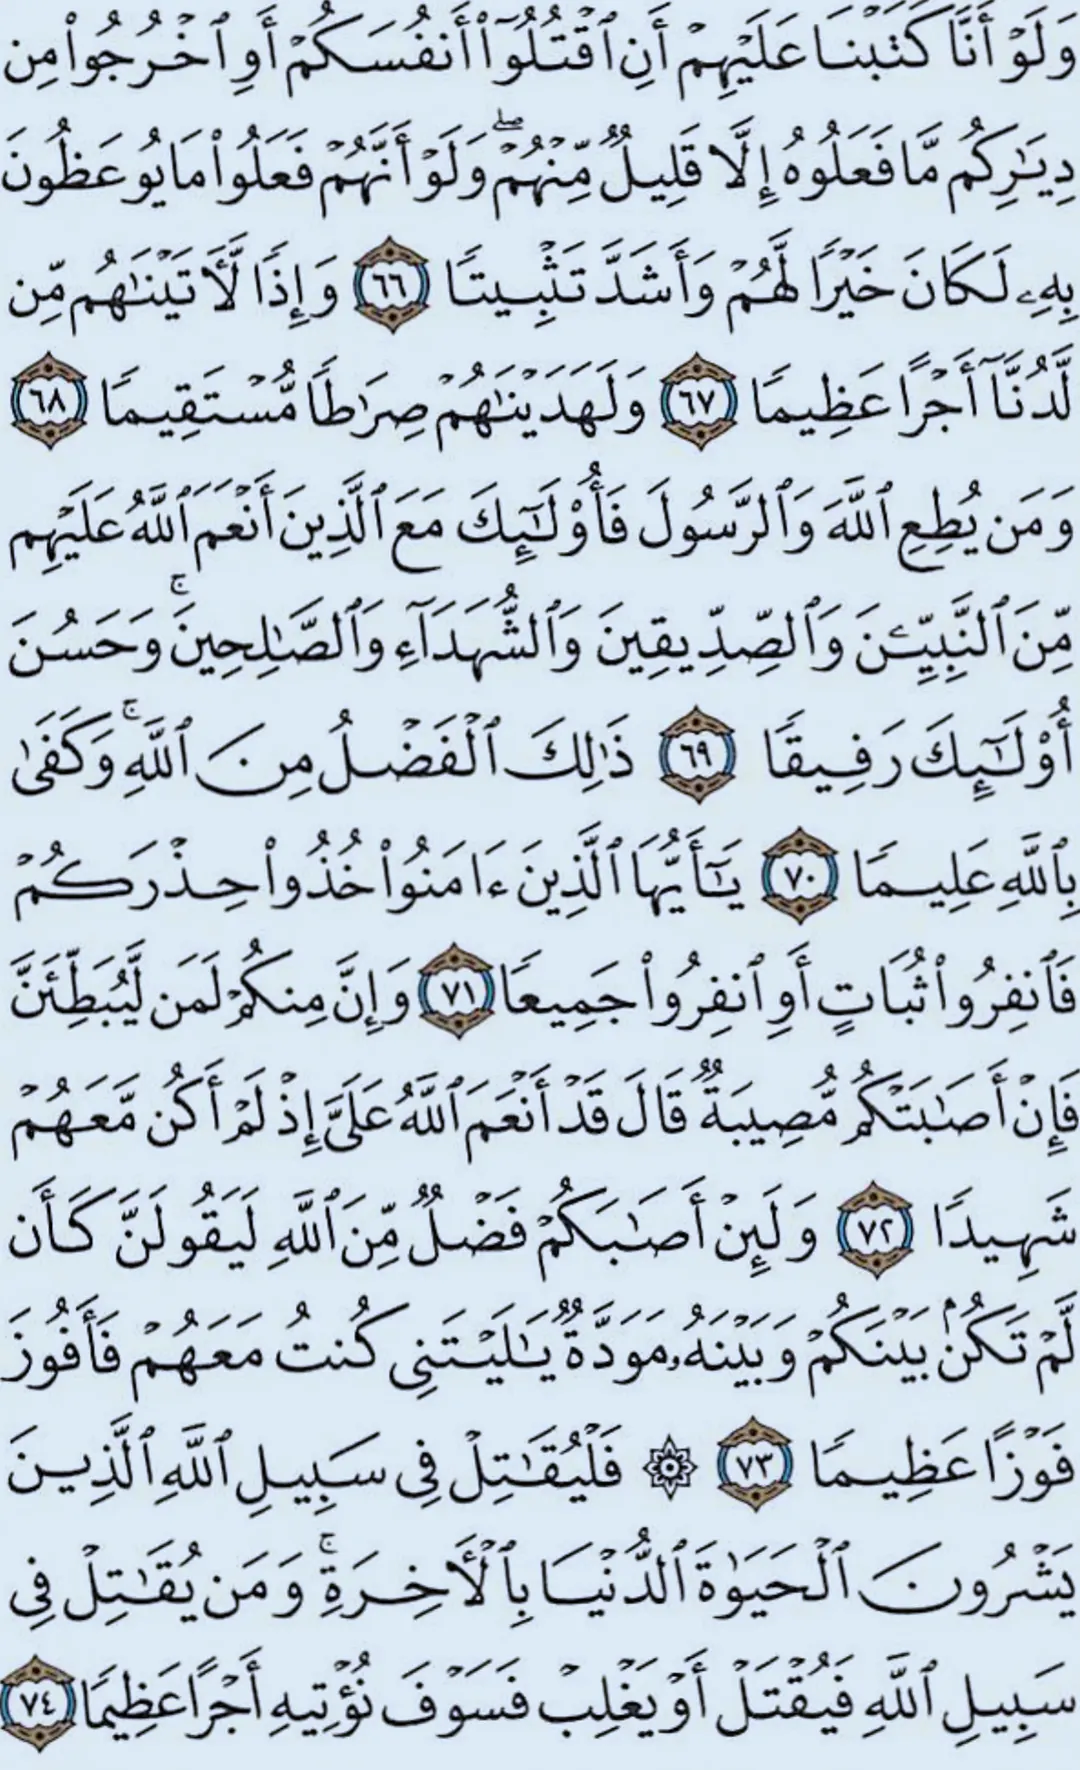 وَلَوْ أَنَّا كَتَبْنَا عَلَيْهِمْ أَنِ ٱقْتُلُوٓا۟ أَنفُسَكُمْ أَوِ ٱخْرُجُوا۟ مِن
دِيَٰرِكُم مَّا فَعَلُوهُ إِلَّا قَلِيلٌ مِّنْهُمْ ۖ وَلَوْ أَنَّهُمْ فَعَلُوا۟ مَا يُوعَظُونَ
بِهِۦ لَكَانَ خَيْرًا لَّهُمْ وَأَشَدَّ تَثْبِيتًا ٦٦ وَإِذًا لَّءَاتَيْنَٰهُم مِّن
لَّدُنَّآ أَجْرًا عَظِيمًا ٦٧ وَلَهَدَيْنَٰهُمْ صِرَٰطًا مُّسْتَقِيمًا ٦٨
وَمَن يُطِعِ ٱللَّهَ وَٱلرَّسُولَ فَأُو۟لَٰٓئِكَ مَعَ ٱلَّذِينَ أَنْعَمَ ٱللَّهُ عَلَيْهِم
مِّنَ ٱلنَّبِيِّـۧنَ وَٱلصِّدِّيقِينَ وَٱلشُّهَدَآءِ وَٱلصَّٰلِحِينَ ۚ وَحَسُنَ
أُو۟لَٰٓئِكَ رَفِيقًا ٦٩ ذَٰلِكَ ٱلْفَضْلُ مِنَ ٱللَّهِ ۚ وَكَفَىٰ
بِٱللَّهِ عَلِيمًا ٧٠ يَٰٓأَيُّهَا ٱلَّذِينَ ءَامَنُوا۟ خُذُوا۟ حِذْرَكُمْ
فَٱنفِرُوا۟ ثُبَاتٍ أَوِ ٱنفِرُوا۟ جَمِيعًا ٧١ وَإِنَّ مِنكُمْ لَمَن لَّيُبَطِّئَنَّ
فَإِنْ أَصَٰبَتْكُم مُّصِيبَةٌ قَالَ قَدْ أَنْعَمَ ٱللَّهُ عَلَىَّ إِذْ لَمْ أَكُن مَّعَهُمْ
شَهِيدًا ٧٢ وَلَئِنْ أَصَٰبَكُمْ فَضْلٌ مِّنَ ٱللَّهِ لَيَقُولَنَّ كَأَن
لَّمْ تَكُنۢ بَيْنَكُمْ وَبَيْنَهُۥ مَوَدَّةٌ يَٰلَيْتَنِى كُنتُ مَعَهُمْ فَأَفُوزَ
فَوْزًا عَظِيمًا ٧٣ ۞ فَلْيُقَٰتِلْ فِى سَبِيلِ ٱللَّهِ ٱلَّذِينَ
يَشْرُونَ ٱلْحَيَوٰةَ ٱلدُّنْيَا بِٱلْءَاخِرَةِ ۚ وَمَن يُقَٰتِلْ فِى
سَبِيلِ ٱللَّهِ فَيُقْتَلْ أَوْ يَغْلِبْ فَسَوْفَ نُؤْتِيهِ أَجْرًا عَظِيمًا ٧٤